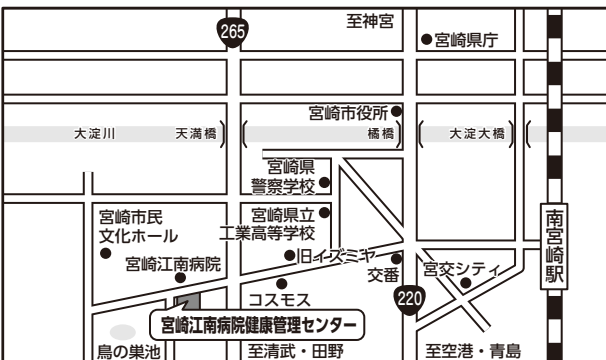 265
至神宮
宮崎県庁
宮崎市役所
大淀川
天満橋
橘橋
大淀大橋
宮崎県
警察学校
宮崎市民
文化ホール
宮崎県立
工業高等学校
南宮崎駅
宮崎江南病院
旧イズミヤ
交番
宮交シティ
コスモス
220
宮崎江南病院健康管理センター
鳥の巣池
至清武・田野
至空港・青島